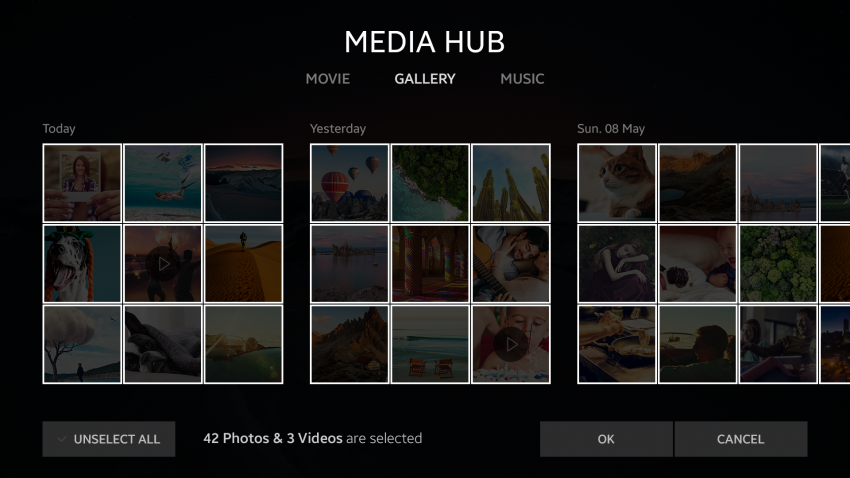 MEDIA HUB
MOVIE GALLERY MUSIC
Today Yesterday Sun. 08 May
UNSELECT ALL 42 Photos & 3 Videos are selected OK CANCEL